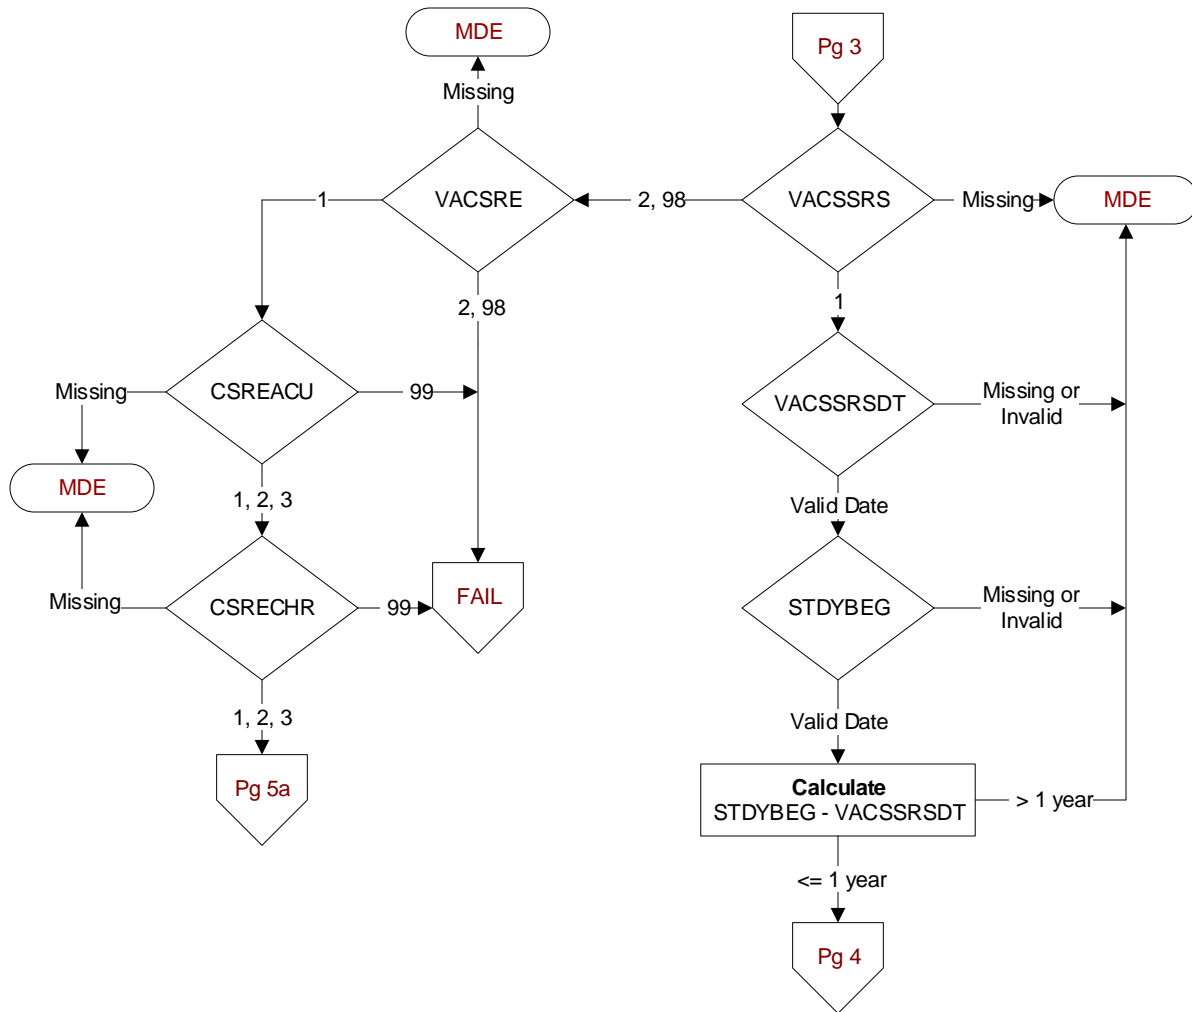 MDE
Pg 3
Missing
VACSRE
VACSSRS
1
2, 98
Missing
MDE
2, 98
1
CSREACU
Missing
99
VACSSRSDT
Missing or
Invalid
MDE
1, 2, 3
Valid Date
CSRECHR
Missing
99
FAIL
STDYBEG
Missing or
Invalid
1, 2, 3
Valid Date
Pg 5a
Calculate
STDYBEG - VACSSRSDT
> 1 year
<= 1 year
Pg 4